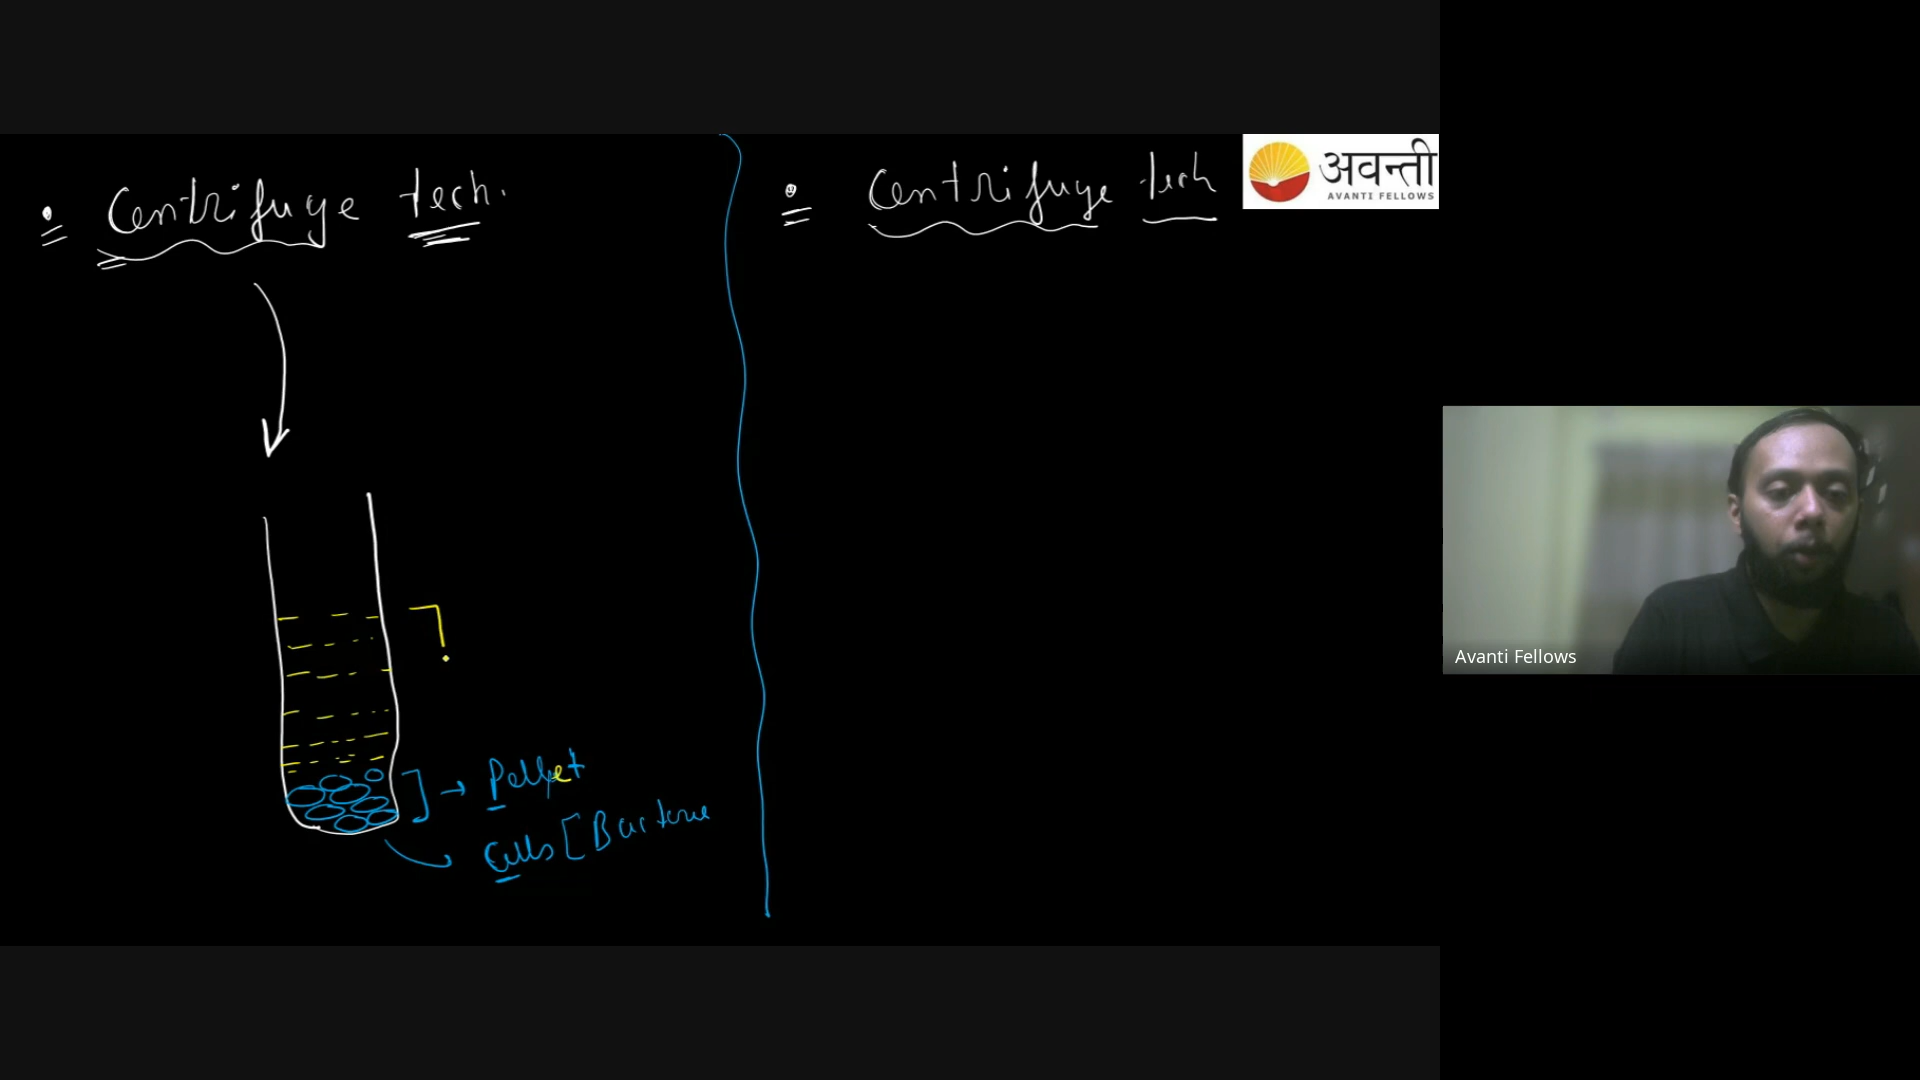 Centrifuge tech.
Pellet
Cells [Bacteria
Centrifuge tech
अवन्ती
AVANTI FELLOWS
Avanti Fellows